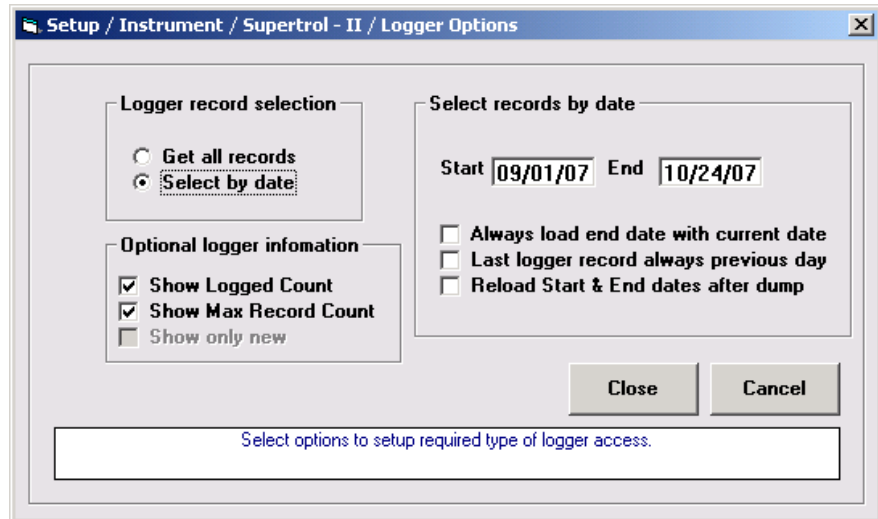 Setup / Instrument / Supertrol - II / Logger Options
Logger record selection
Get all records
Select by date
Optional logger infomation
Show Logged Count
Show Max Record Count
Show only new
Select records by date
Start 09/01/07 End 10/24/07
Always load end date with current date
Last logger record always previous day
Reload Start & End dates after dump
Close Cancel
Select options to setup required type of logger access.